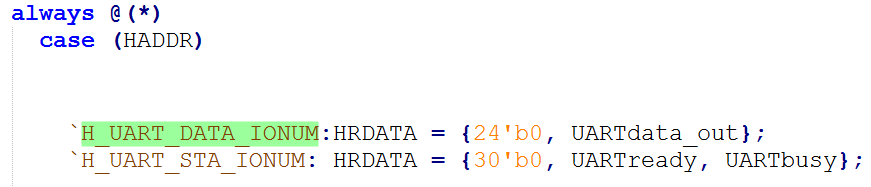 always @(*)
case (HADDR)
`H_UART_DATA_IONUM:HRDATA = {24'b0, UARTdata_out};
`H_UART_STA_IONUM: HRDATA = {30'b0, UARTready, UARTbusy};